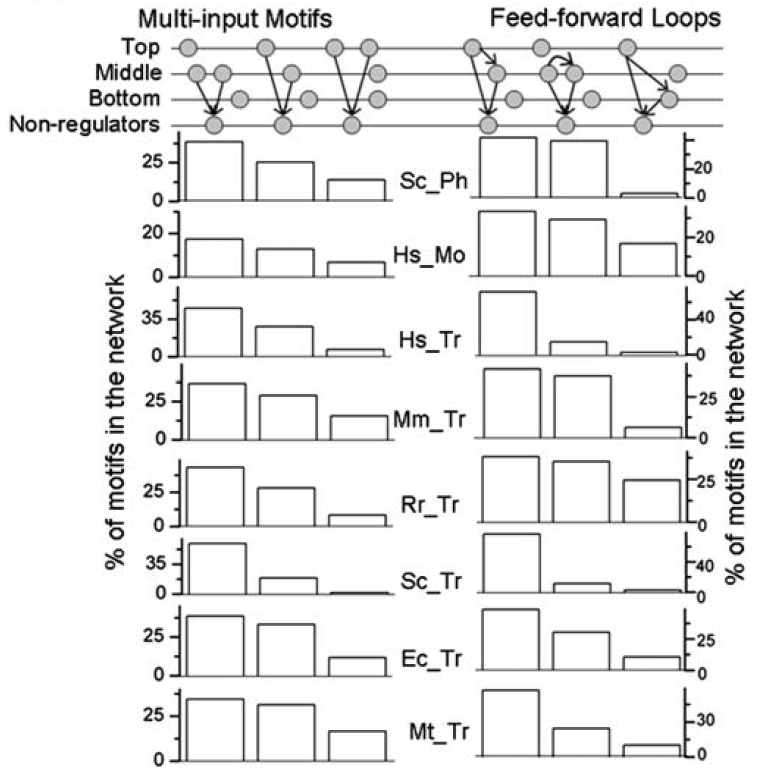 Multi-input Motifs
Feed-forward Loops
Top
Middle
Bottom
Non-regulators
% of motifs in the network
25
0
Sc_Ph
20
0
20
0
Hs_Mo
20
0
35
0
Hs_Tr
40
0
25
0
Mm_Tr
25
0
25
0
Rr_Tr
25
0
35
0
Sc_Tr
40
0
25
0
Ec_Tr
25
0
25
0
Mt_Tr
30
0
% of motifs in the network